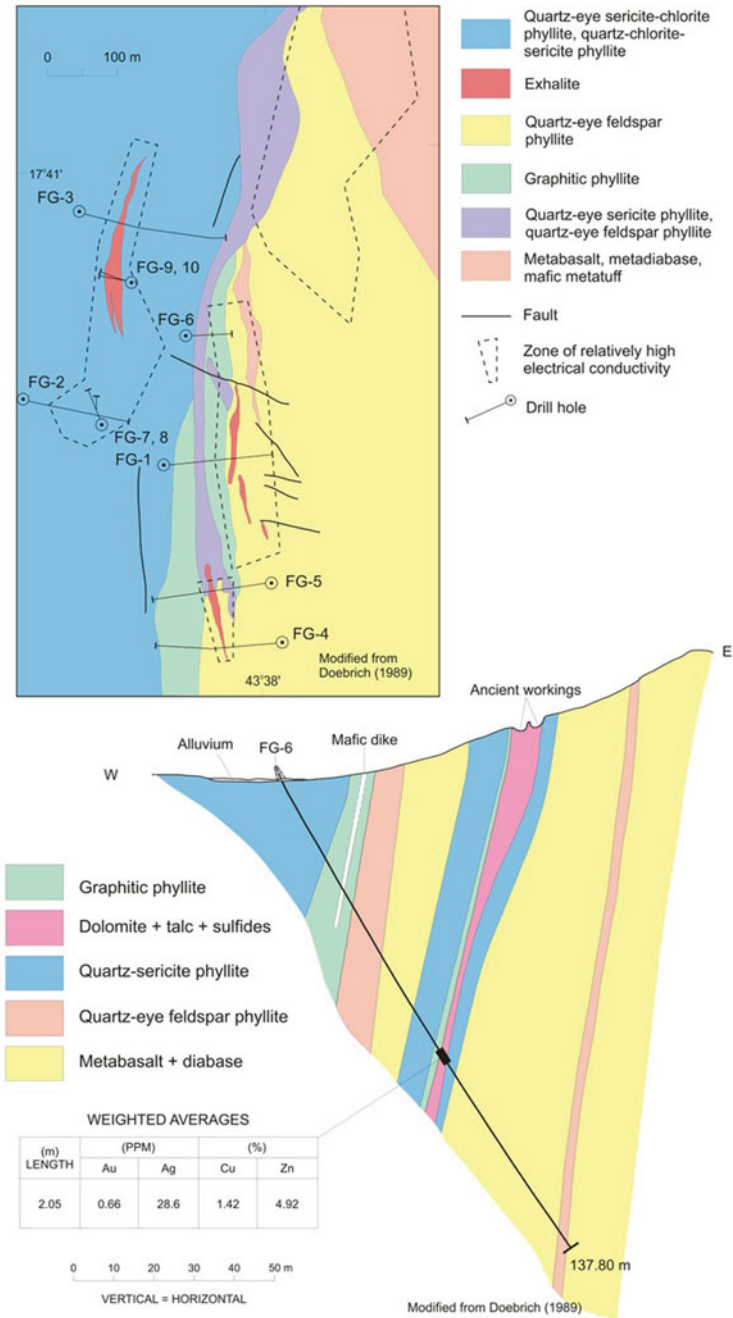 0 100 m
17°41'
FG-3
FG-9, 10
FG-6
FG-2
FG-7, 8
FG-1
FG-5
FG-4
43°38'
Modified from
Doebrich (1989)
Quartz-eye sericite-chlorite
phyllite, quartz-chlorite-
sericite phyllite
Exhalite
Quartz-eye feldspar
phyllite
Graphitic phyllite
Quartz-eye sericite phyllite,
quartz-eye feldspar phyllite
Metabasalt, metadiabase,
mafic metatuff
Fault
Zone of relatively high
electrical conductivity
Drill hole
E
Ancient workings
Mafic dike
FG-6
Alluvium
W
Graphitic phyllite
Dolomite + talc + sulfides
Quartz-sericite phyllite
Quartz-eye feldspar phyllite
Metabasalt + diabase
WEIGHTED AVERAGES
(m) (PPM) (%)
LENGTH Au Ag Cu Zn
2.05 0.66 28.6 1.42 4.92
137.80 m
0 10 20 30 40 50 m
VERTICAL = HORIZONTAL
Modified from Doebrich (1989)